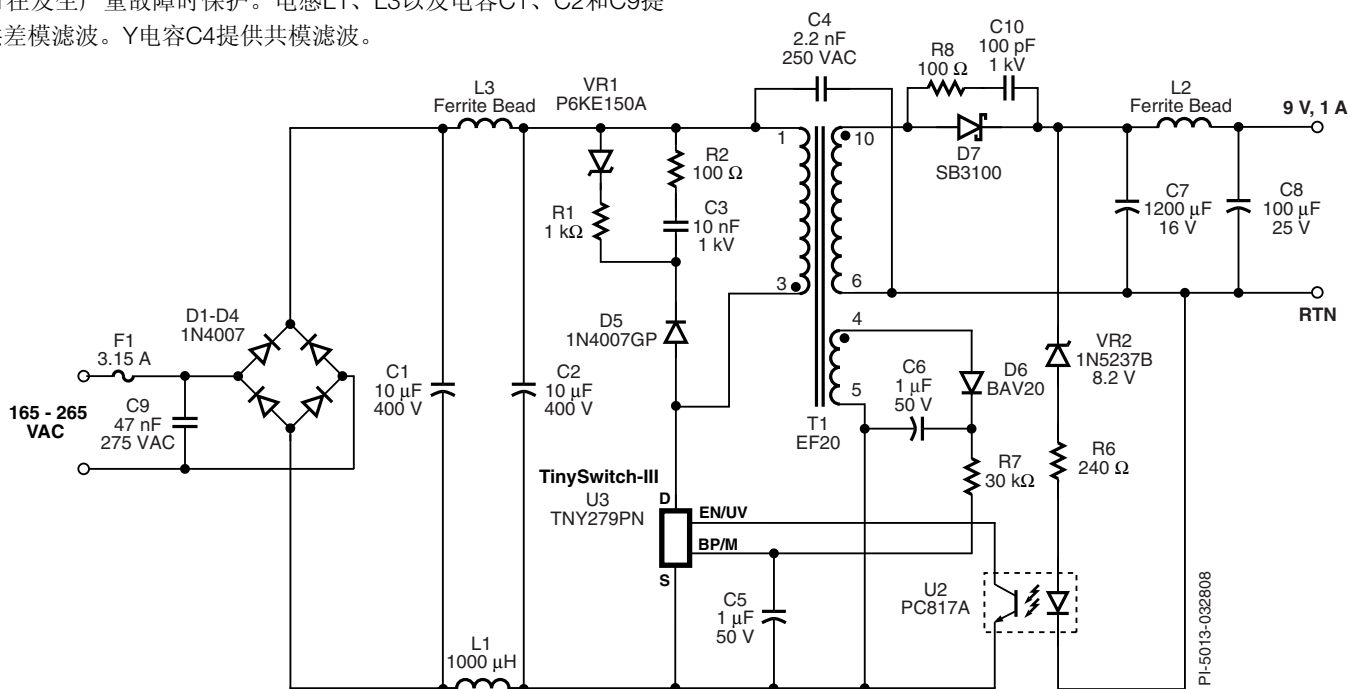 在发生严重故障时保护。电感L1、L3以及电容C1、C2和C9提
差模滤波。Y电容C4提供共模滤波。
C4
2.2 nF
250 VAC
R8
100 Ω
C10
100 pF
1 kV
L3
Ferrite Bead
VR1
P6KE150A
L2
Ferrite Bead
9 V, 1 A
1
10
R2
100 Ω
D7
SB3100
R1
1 kΩ
C3
10 nF
1 kV
C7
1200 µF
16 V
C8
100 µF
25 V
3
6
RTN
D1-D4
1N4007
D5
1N4007GP
4
VR2
1N5237B
8.2 V
F1
3.15 A
C1
10 µF
400 V
C2
10 µF
400 V
C6
1 µF
50 V
D6
BAV20
5
165 - 265
VAC
C9
47 nF
275 VAC
T1
EF20
R7
30 kΩ
R6
240 Ω
TinySwitch-III
U3
TNY279PN
D
EN/UV
BP/M
S
U2
PC817A
C5
1 µF
50 V
L1
1000 µH
PI-5013-032808